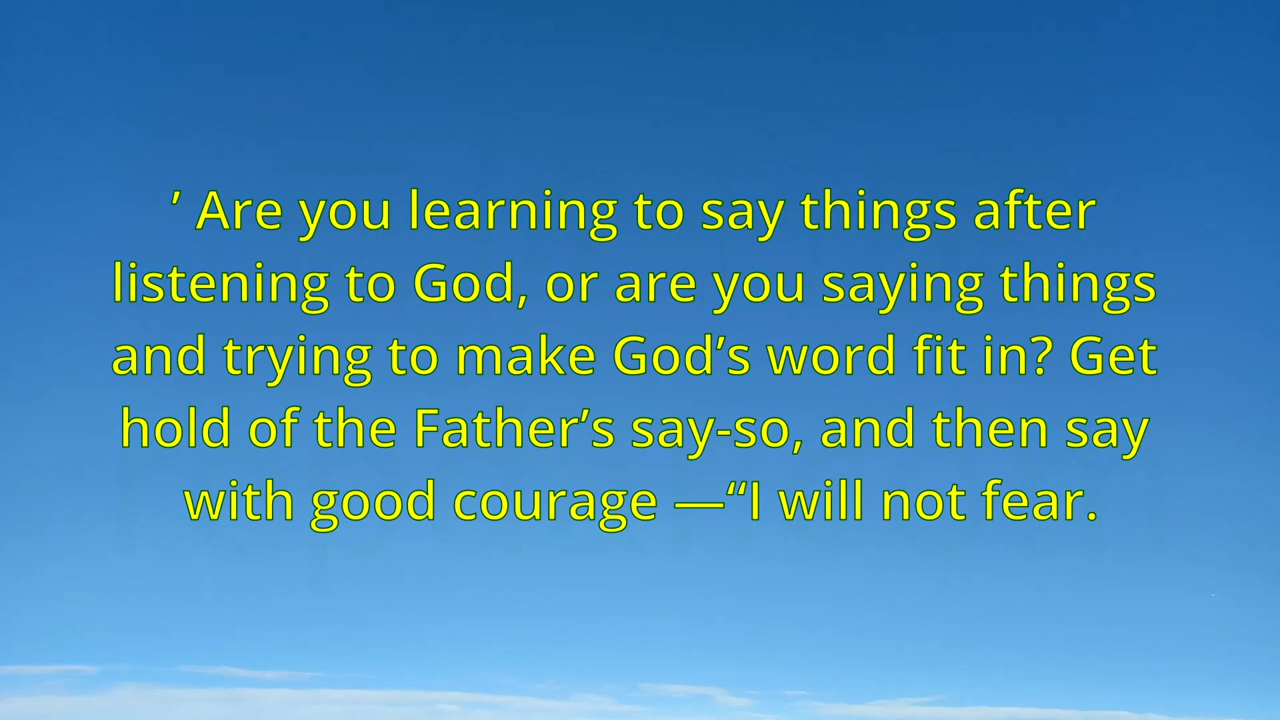 ’ Are you learning to say things after
listening to God, or are you saying things
and trying to make God’s word fit in? Get
hold of the Father’s say-so, and then say
with good courage —“I will not fear.